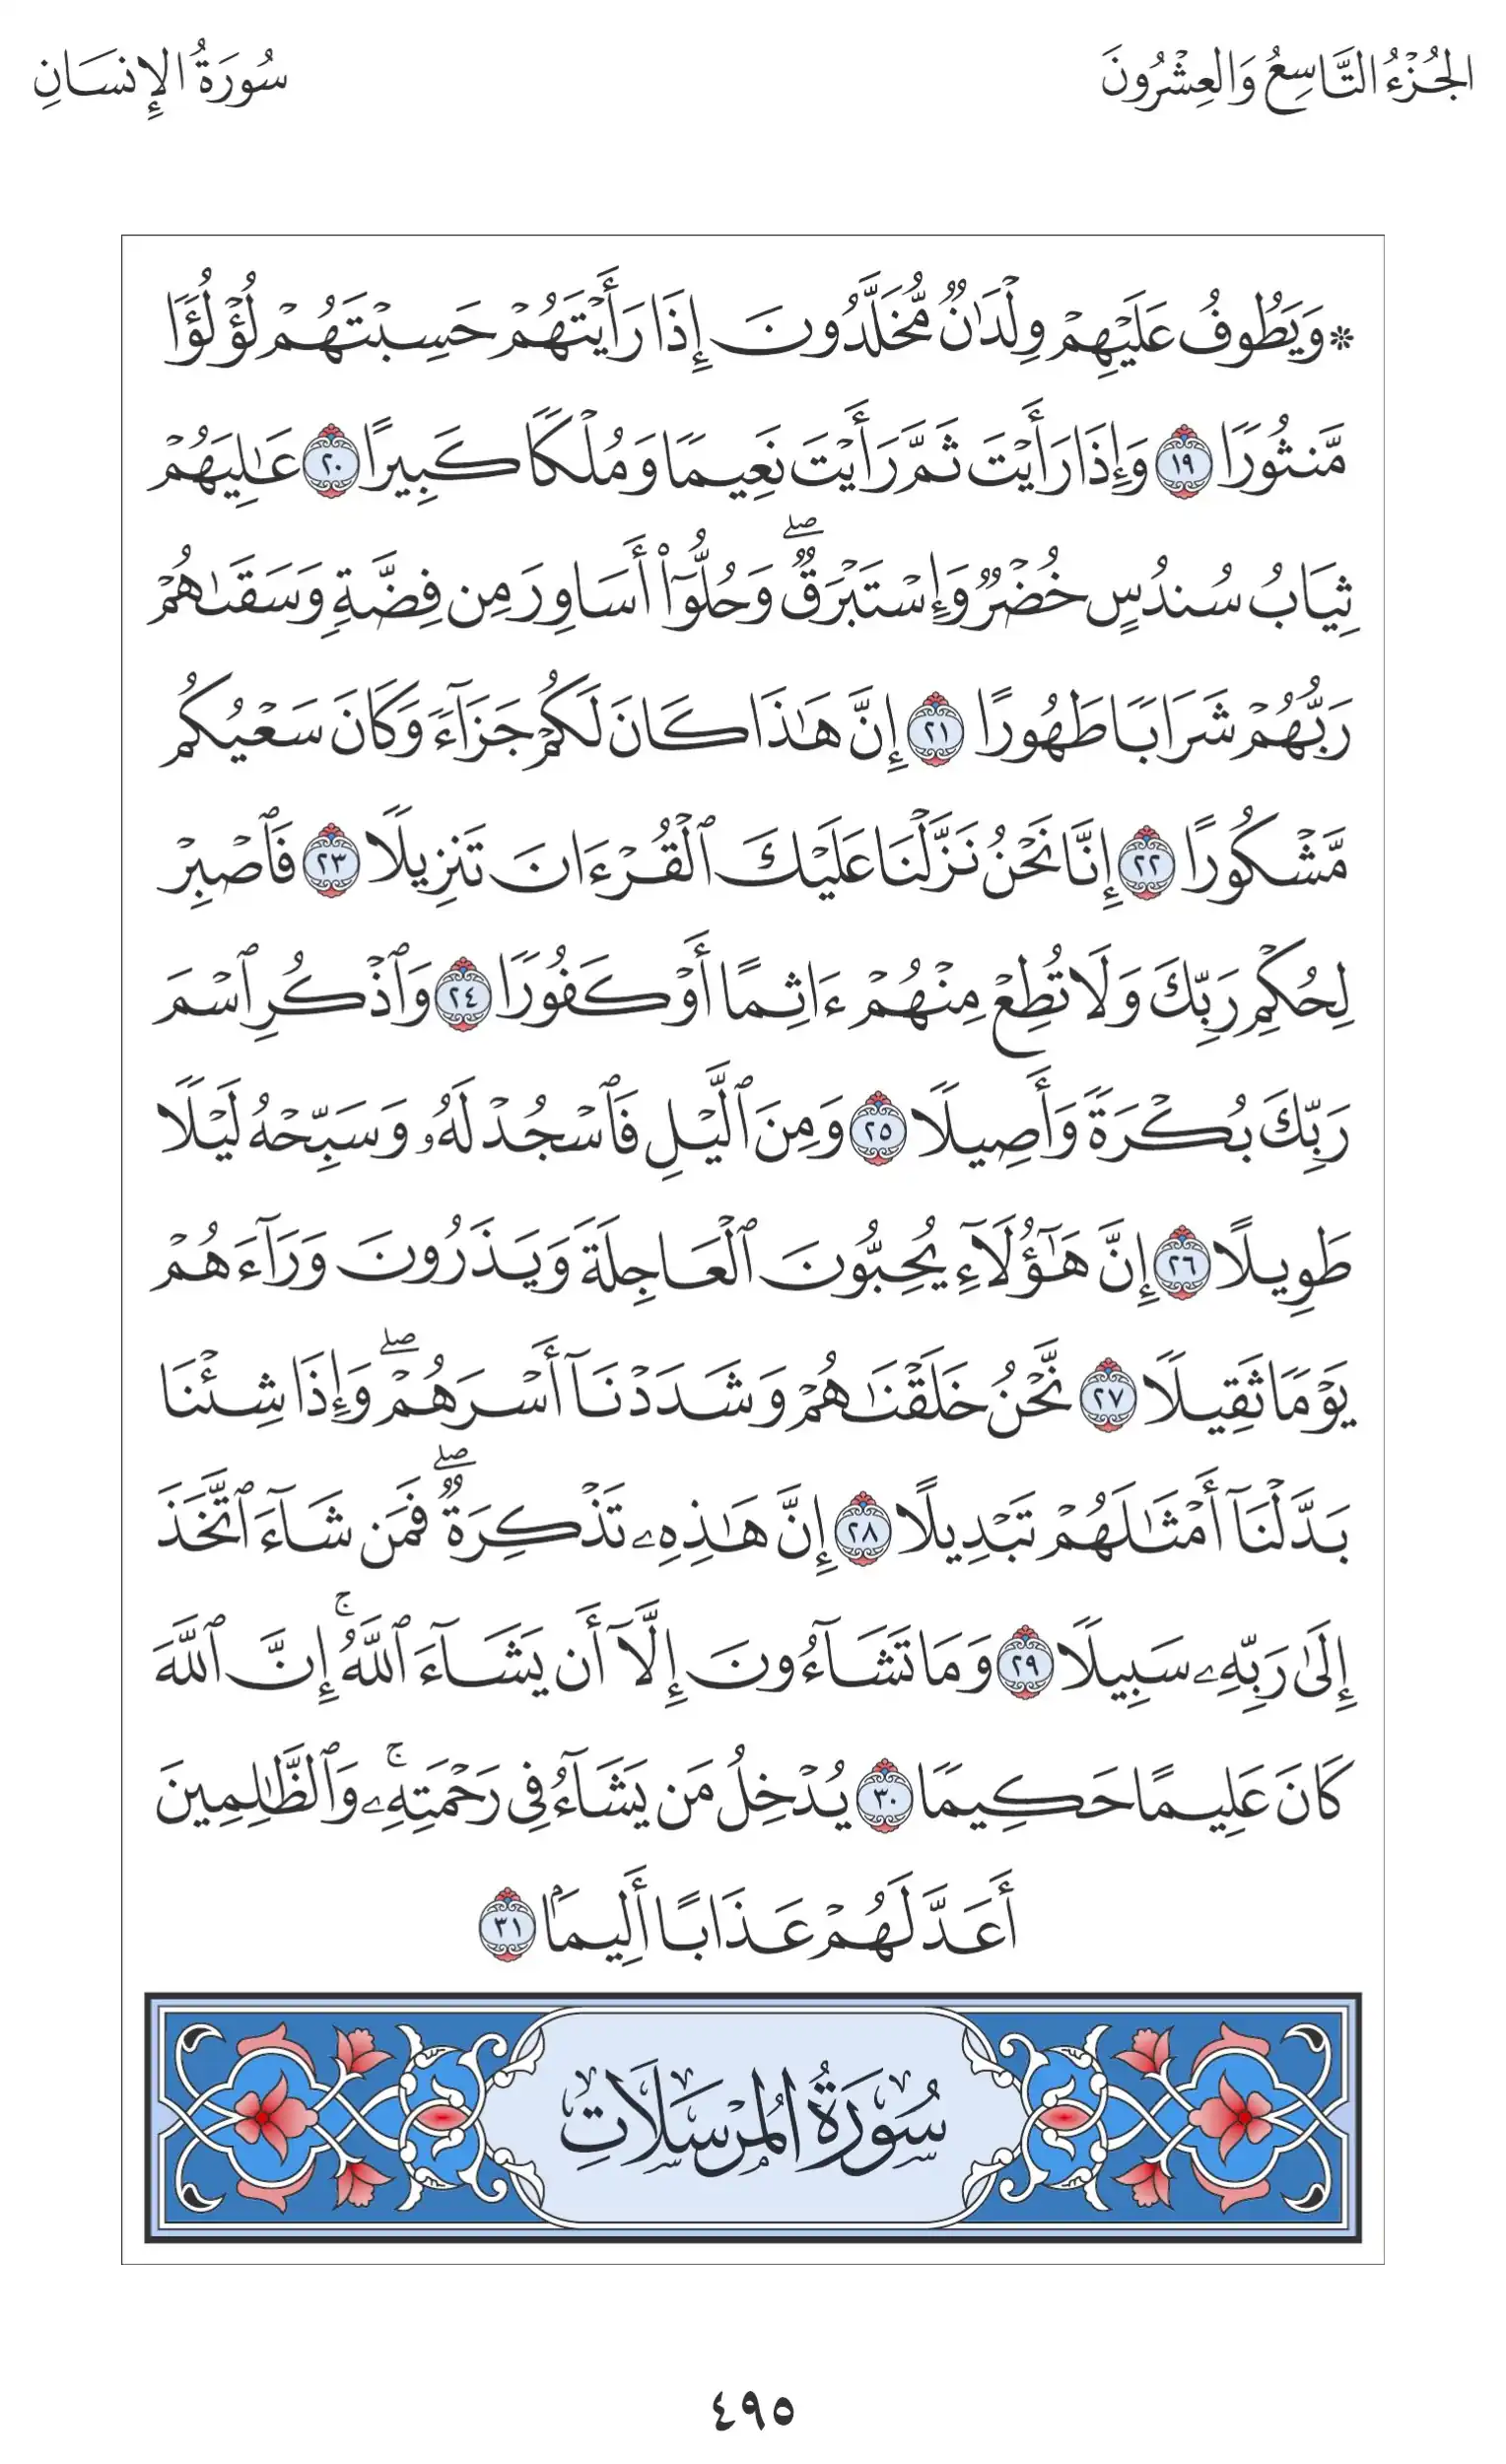 الجُزْءُ التَّاسِعُ وَالعِشْرُونَ
سُورَةُ الإِنسَانِ
۞ وَيَطُوفُ عَلَيْهِمْ وِلْدَٰنٌ مُّخَلَّدُونَ إِذَا رَأَيْتَهُمْ حَسِبْتَهُمْ لُؤْلُؤًا
مَّنثُورًا ١٩ وَإِذَا رَأَيْتَ ثَمَّ رَأَيْتَ نَعِيمًا وَمُلْكًا كَبِيرًا ٢٠ عَٰلِيَهُمْ
ثِيَابُ سُندُسٍ خُضْرٌ وَإِسْتَبْرَقٌ ۖ وَحُلُّوٓا۟ أَسَاوِرَ مِن فِضَّةٍ وَسَقَىٰهُمْ
رَبُّهُمْ شَرَابًا طَهُورًا ٢١ إِنَّ هَٰذَا كَانَ لَكُمْ جَزَآءً وَكَانَ سَعْيُكُم
مَّشْكُورًا ٢٢ إِنَّا نَحْنُ نَزَّلْنَا عَلَيْكَ ٱلْقُرْءَانَ تَنزِيلًا ٢٣ فَٱصْبِرْ
لِحُكْمِ رَبِّكَ وَلَا تُطِعْ مِنْهُمْ ءَاثِمًا أَوْ كَفُورًا ٢٤ وَٱذْكُرِ ٱسْمَ
رَبِّكَ بُكْرَةً وَأَصِيلًا ٢٥ وَمِنَ ٱلَّيْلِ فَٱسْجُدْ لَهُۥ وَسَبِّحْهُ لَيْلًا
طَوِيلًا ٢٦ إِنَّ هَٰٓؤُلَآءِ يُحِبُّونَ ٱلْعَاجِلَةَ وَيَذَرُونَ وَرَآءَهُمْ
يَوْمًا ثَقِيلًا ٢٧ نَّحْنُ خَلَقْنَٰهُمْ وَشَدَدْنَآ أَسْرَهُمْ ۖ وَإِذَا شِئْنَا
بَدَّلْنَآ أَمْثَٰلَهُمْ تَبْدِيلًا ٢٨ إِنَّ هَٰذِهِۦ تَذْكِرَةٌ ۖ فَمَن شَآءَ ٱتَّخَذَ
إِلَىٰ رَبِّهِۦ سَبِيلًا ٢٩ وَمَا تَشَآءُونَ إِلَّآ أَن يَشَآءَ ٱللَّهُ ۚ إِنَّ ٱللَّهَ
كَانَ عَلِيمًا حَكِيمًا ٣٠ يُدْخِلُ مَن يَشَآءُ فِى رَحْمَتِهِۦ ۚ وَٱلظَّٰلِمِينَ
أَعَدَّ لَهُمْ عَذَابًا أَلِيمًۢا ٣١
سُورَةُ المُرْسَلَاتِ
٤٩٥